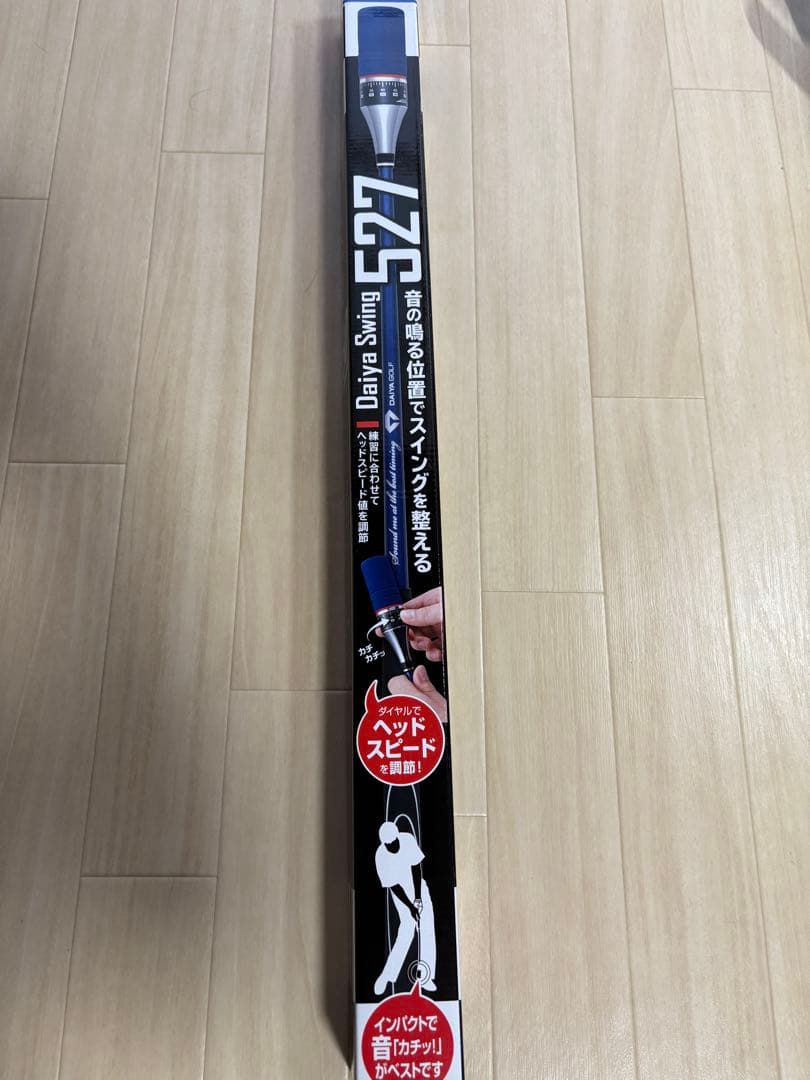 Daiya Swing 527
音の鳴る位置でスイングを整える
練習に合わせて
ヘッドスピード値を調節
DAIYA GOLF
Sound me at the best timing
カチ
カチッ
ダイヤルで
ヘッド
スピード
を調節!
インパクトで
音「カチッ!」
がベストです